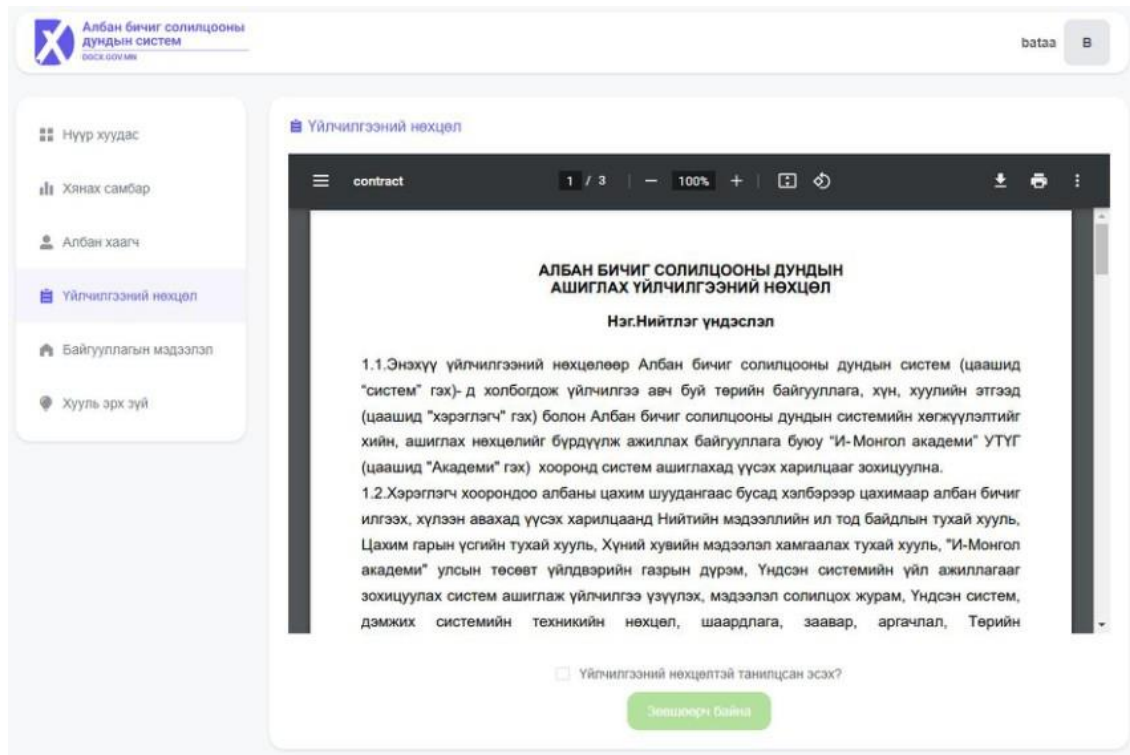 Албан бичиг солилцооны
дундын систем
DOCX.GOV.MN
bataa
B
Нүүр хуудас
Хянах самбар
Албан хаагч
Үйлчилгээний нөхцөл
Байгууллагын мэдээлэл
Хууль эрх зүй
Үйлчилгээний нөхцөл
contract
1 / 3
100%
АЛБАН БИЧИГ СОЛИЛЦООНЫ ДУНДЫН
АШИГЛАХ ҮЙЛЧИЛГЭЭНИЙ НӨХЦӨЛ
Нэг.Нийтлэг үндэслэл
1.1.Энэхүү үйлчилгээний нөхцөлөөр Албан бичиг солилцооны дундын систем (цаашид
"систем" гэх)- д холбогдож үйлчилгээ авч буй төрийн байгууллага, хүн, хуулийн этгээд
(цаашид "хэрэглэгч" гэх) болон Албан бичиг солилцооны дундын системийн хөгжүүлэлтийг
хийн, ашиглах нөхцөлийг бүрдүүлж ажиллах байгууллага буюу "И- Монгол академи" УТҮГ
(цаашид "Академи" гэх) хооронд систем ашиглахад үүсэх харилцааг зохицуулна.
1.2.Хэрэглэгч хоорондоо албаны цахим шуудангаас бусад хэлбэрээр цахимаар албан бичиг
илгээх, хүлээн авахад үүсэх харилцаанд Нийтийн мэдээллийн ил тод байдлын тухай хууль,
Цахим гарын үсгийн тухай хууль, Хүний хувийн мэдээлэл хамгаалах тухай хууль, "И-Монгол
академи" улсын төсөвт үйлдвэрийн газрын дүрэм, Үндсэн системийн үйл ажиллагааг
зохицуулах систем ашиглаж үйлчилгээ үзүүлэх, мэдээлэл солилцох журам, Үндсэн систем,
дэмжих системийн техникийн нөхцөл, шаардлага, заавар, аргачлал, Төрийн
Үйлчилгээний нөхцөлтэй танилцсан эсэх?
Зөвшөөрч байна